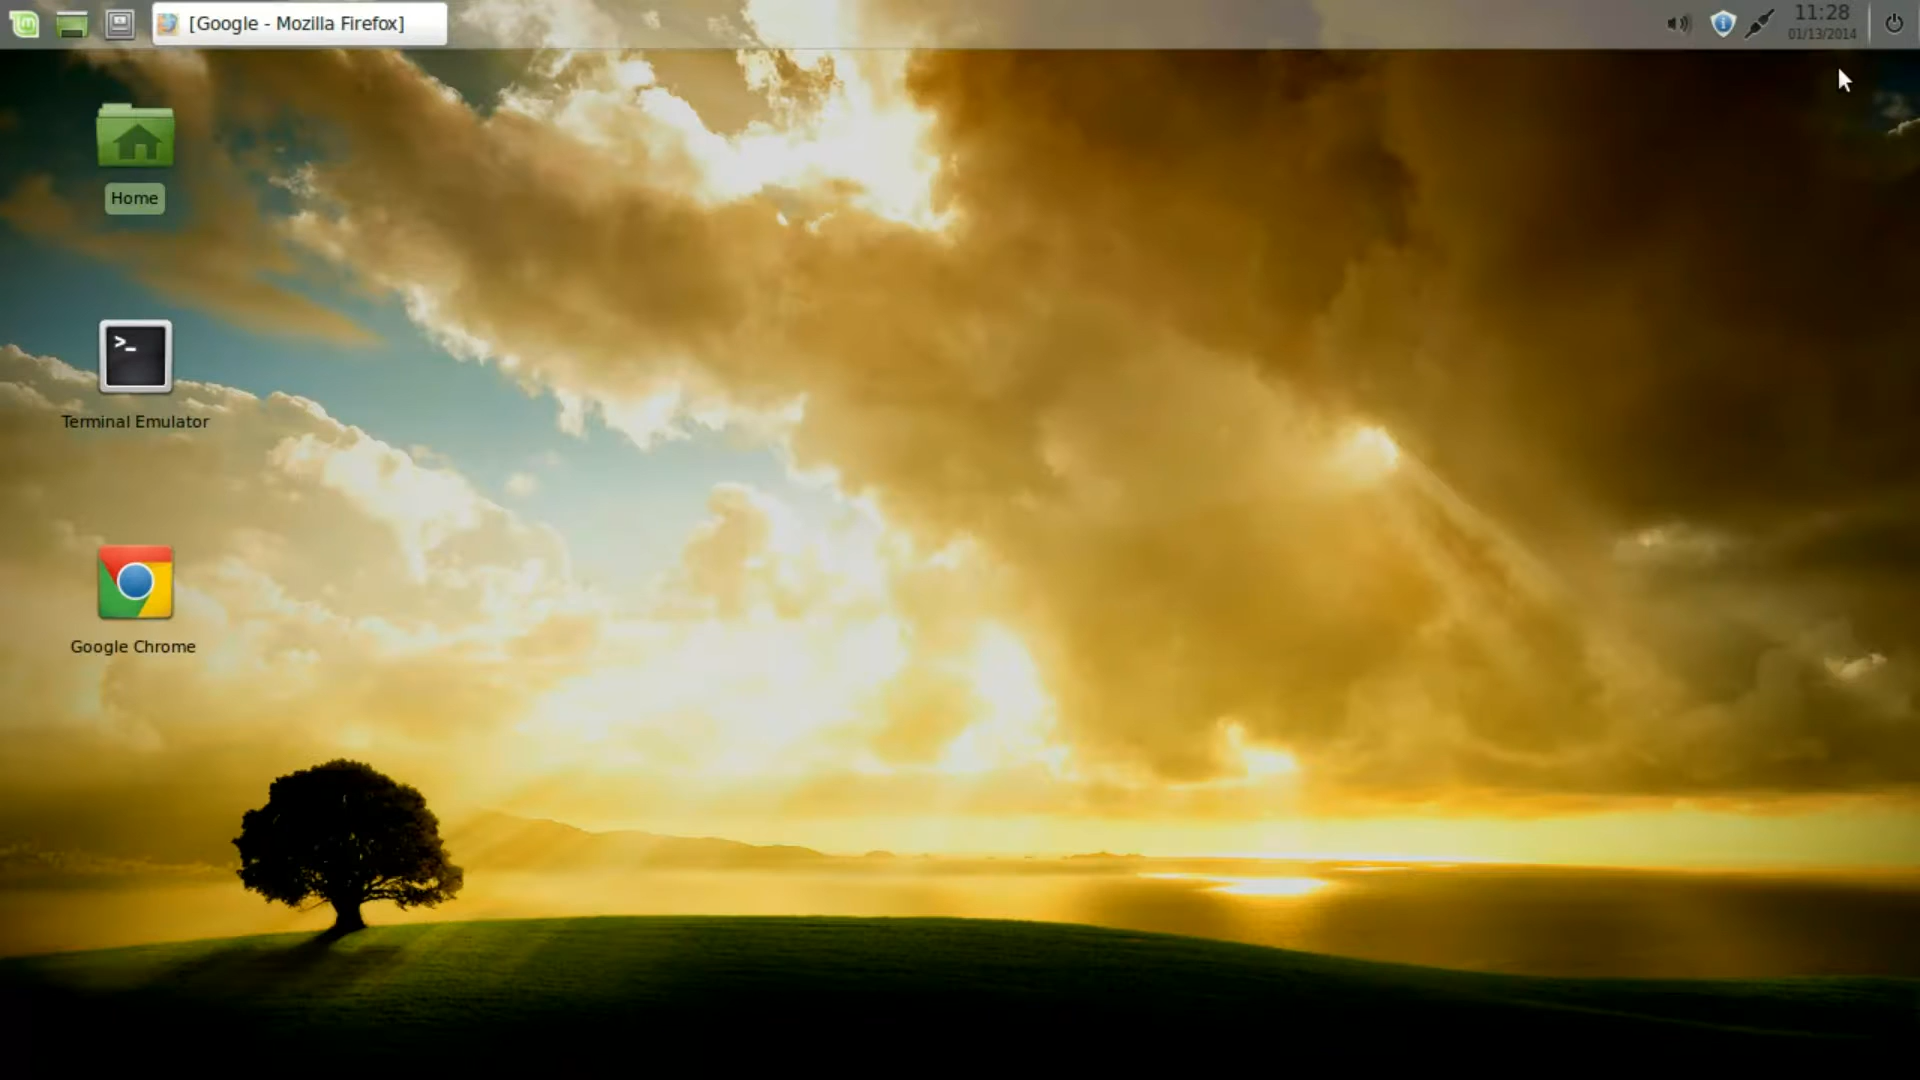 [Google - Mozilla Firefox]
11:28
01/13/2014
Home
>_
Terminal Emulator
Google Chrome